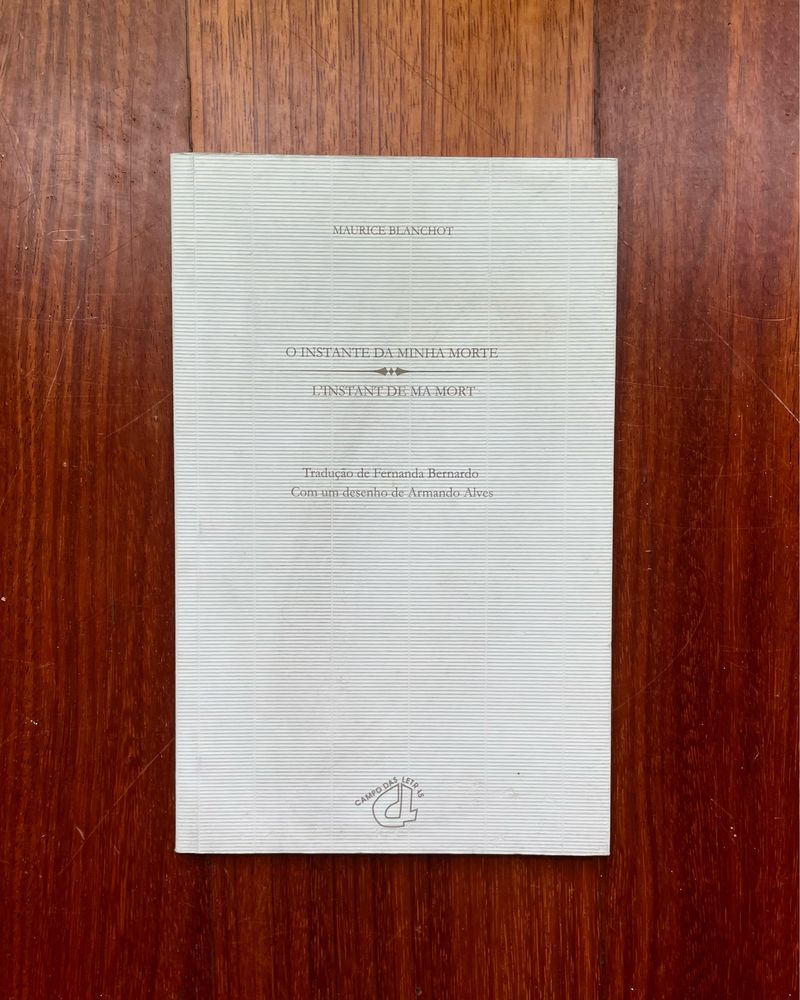 MAURICE BLANCHOT
O INSTANTE DA MINHA MORTE
L'INSTANT DE MA MORT
Tradução de Fernanda Bernardo
Com um desenho de Armando Alves
CAMPO DAS LETRAS